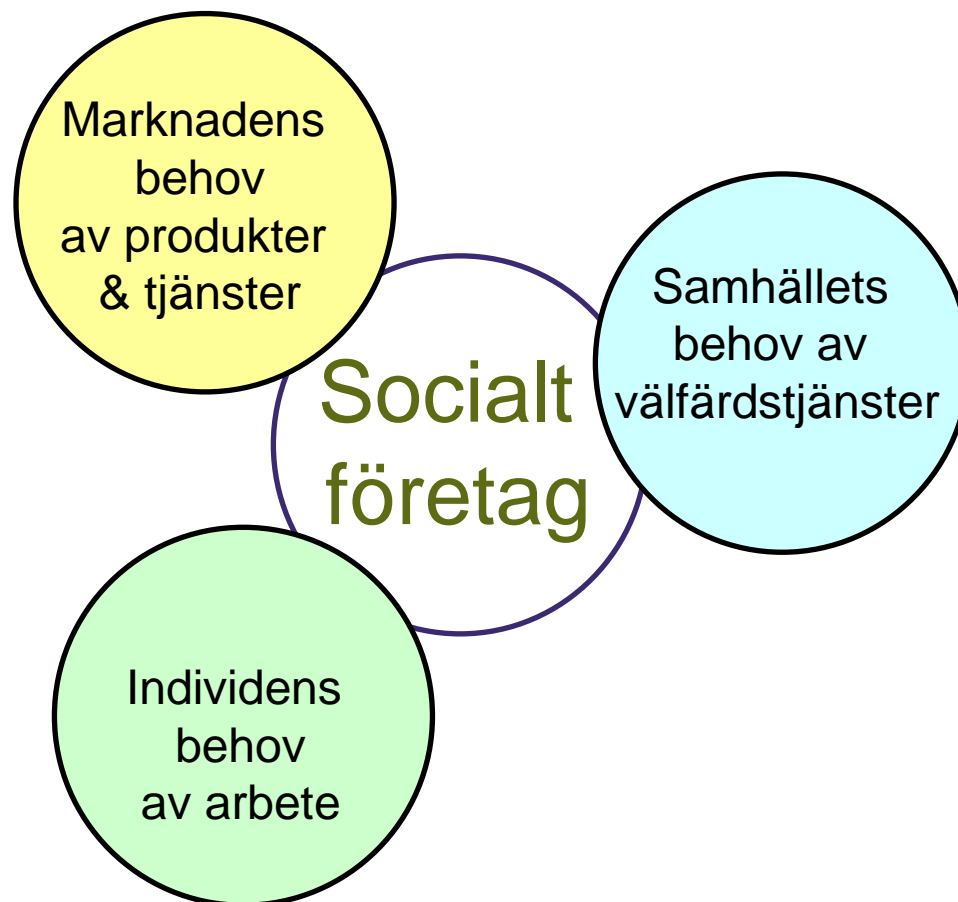 Marknadens
behov
av produkter
& tjänster
Samhällets
behov av
välfärdstjänster
Socialt
företag
Individens
behov
av arbete